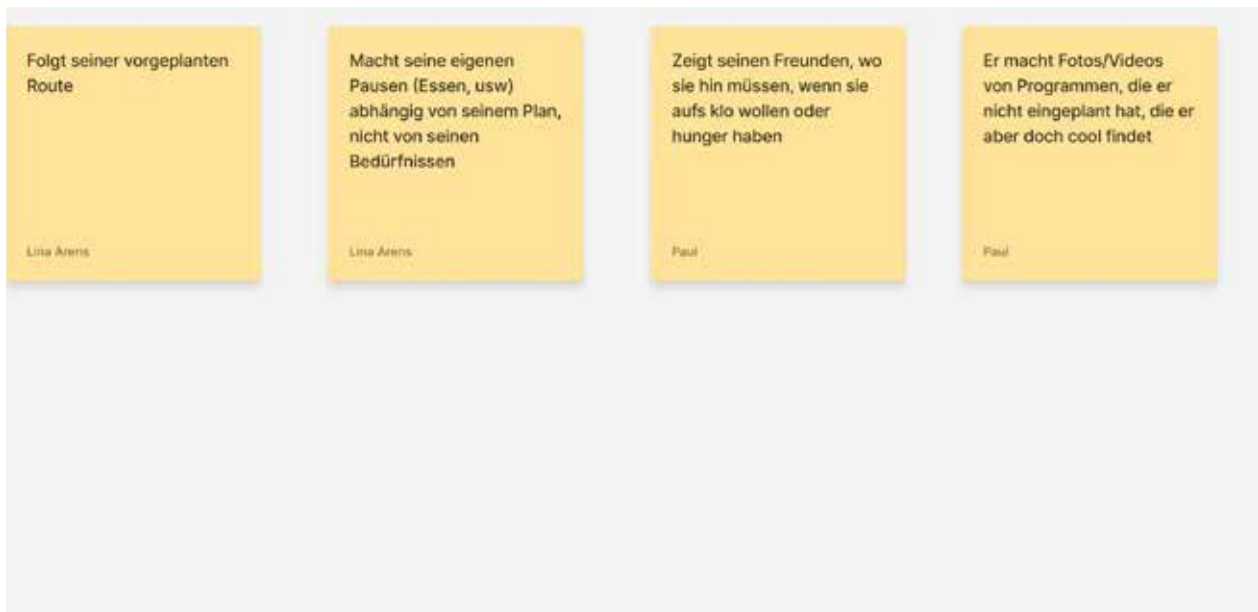 Folgt seiner vorgeplanten
Route
Lina Arens
Macht seine eigenen
Pausen (Essen, usw)
abhängig von seinem Plan,
nicht von seinen
Bedürfnissen
Lina Arens
Zeigt seinen Freunden, wo
sie hin müssen, wenn sie
aufs klo wollen oder
hunger haben
Paul
Er macht Fotos/Videos
von Programmen, die er
nicht eingeplant hat, die er
aber doch cool findet
Paul